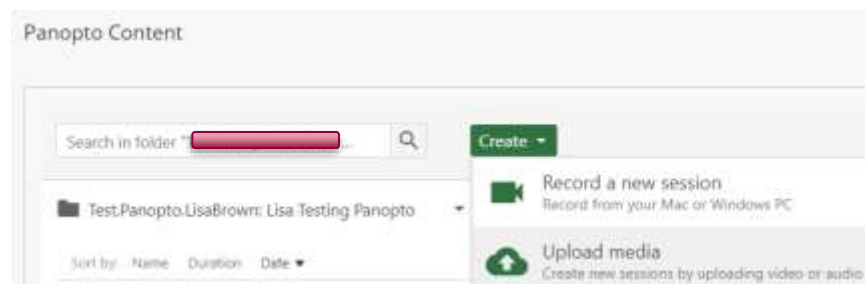 Panopto Content
Search in folder "
...
Create
Record a new session
Record from your Mac or Windows PC
Test.Panopto.LisaBrown: Lisa Testing Panopto
Upload media
Create new sessions by uploading video or audio
Sort by: Name Duration Date